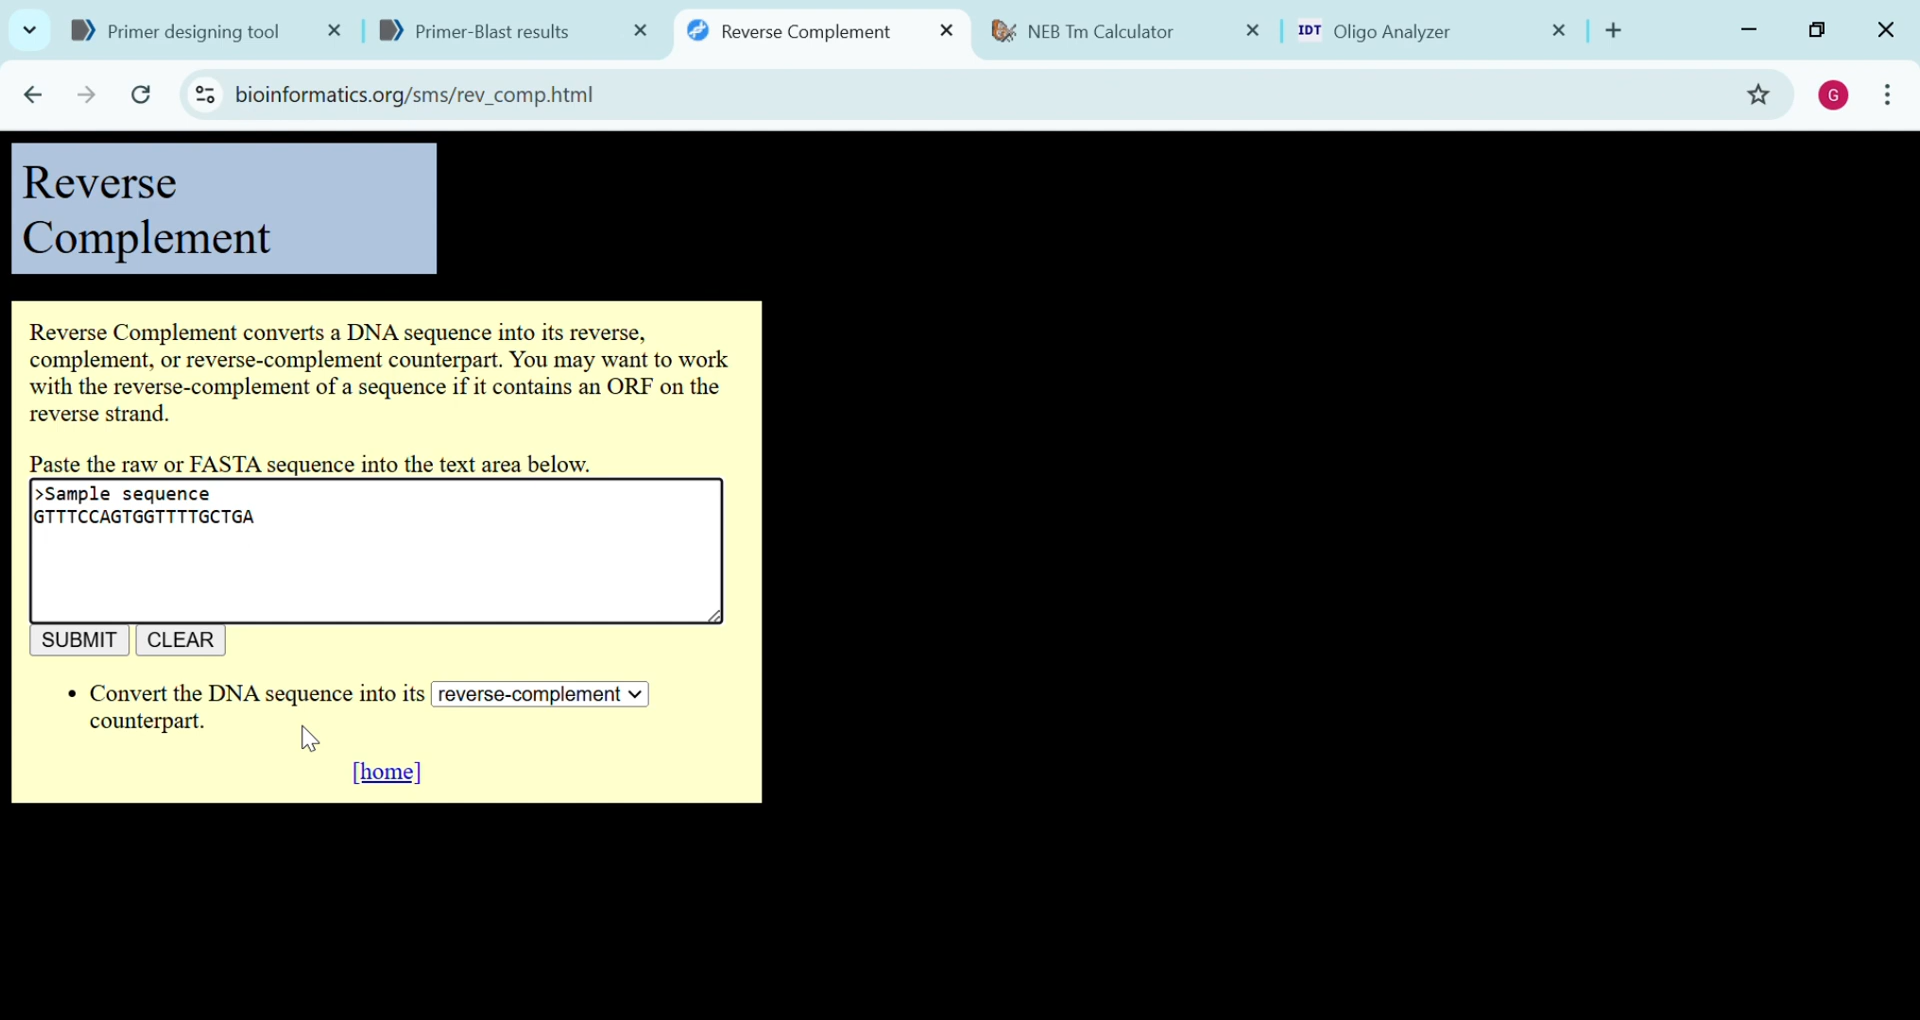 Primer designing tool
Primer-Blast results
Reverse Complement
NEB Tm Calculator
IDT Oligo Analyzer
bioinformatics.org/sms/rev_comp.html
G
Reverse
Complement
Reverse Complement converts a DNA sequence into its reverse,
complement, or reverse-complement counterpart. You may want to work
with the reverse-complement of a sequence if it contains an ORF on the
reverse strand.
Paste the raw or FASTA sequence into the text area below.
>Sample sequence
GTTTCCAGTGGTTTTGCTGA
SUBMIT CLEAR
• Convert the DNA sequence into its reverse-complement
counterpart.
[home]